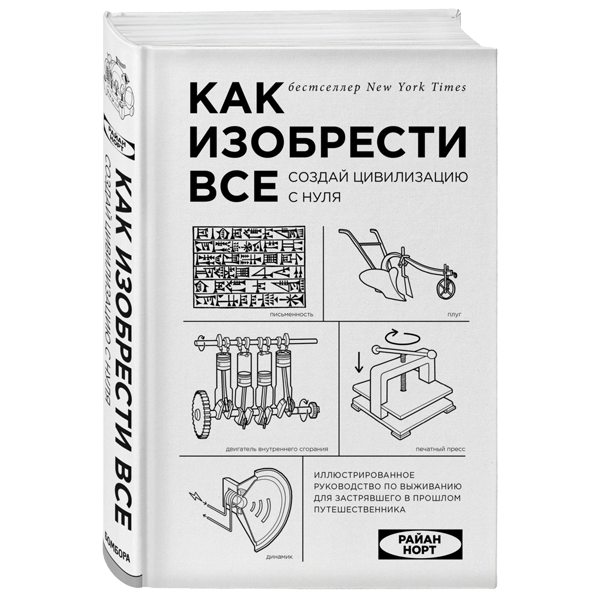 бестселлер New York Times
КАК
ИЗОБРЕСТИ
ВСЕ
СОЗДАЙ ЦИВИЛИЗАЦИЮ
С НУЛЯ
письменность
плуг
двигатель внутреннего сгорания
печатный пресс
динамик
ИЛЛЮСТРИРОВАННОЕ
РУКОВОДСТВО ПО ВЫЖИВАНИЮ
ДЛЯ ЗАСТРЯВШЕГО В ПРОШЛОМ
ПУТЕШЕСТВЕННИКА
РАЙАН
НОРТ
РАЙАН
НОРТ
КАК ИЗОБРЕСТИ ВСЕ
СОЗДАЙ ЦИВИЛИЗАЦИЮ С НУЛЯ
БОМБОРА